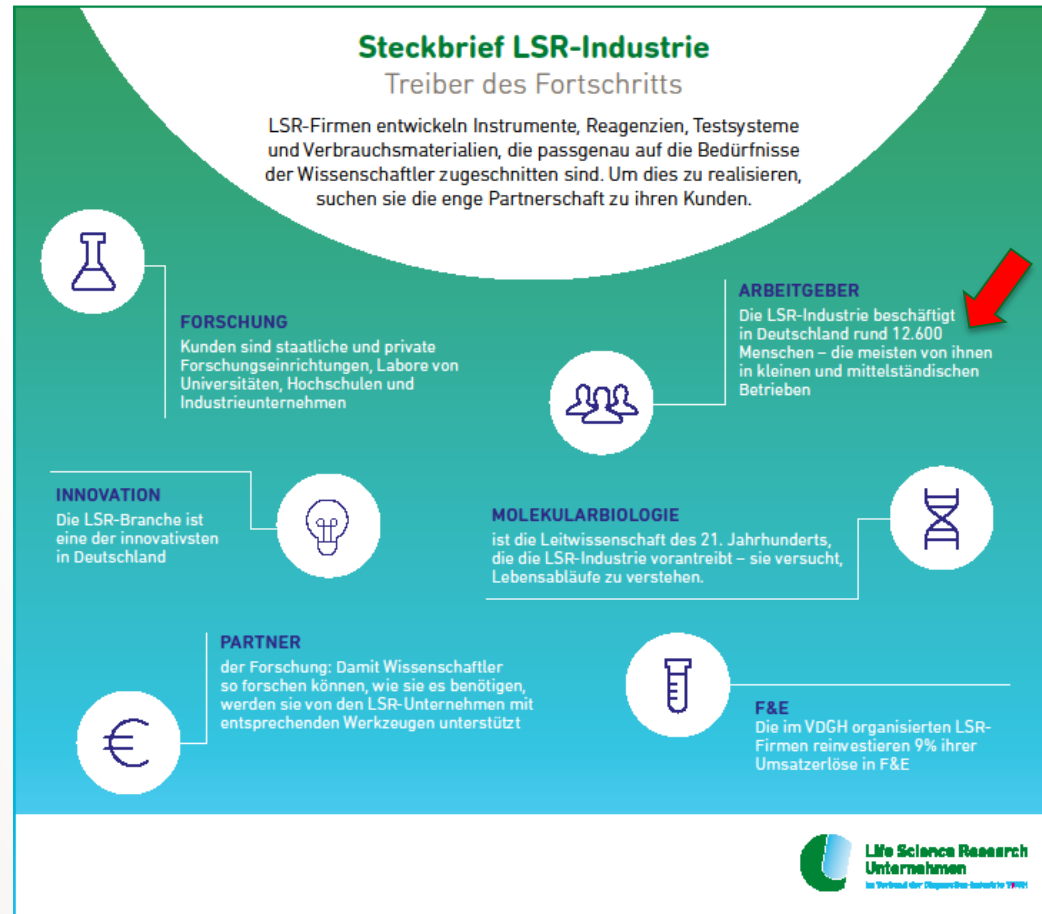 Steckbrief LSR-Industrie
Treiber des Fortschritts
LSR-Firmen entwickeln Instrumente, Reagenzien, Testsysteme
und Verbrauchsmaterialien, die passgenau auf die Bedürfnisse
der Wissenschaftler zugeschnitten sind. Um dies zu realisieren,
suchen sie die enge Partnerschaft zu ihren Kunden.
FORSCHUNG
Kunden sind staatliche und private
Forschungseinrichtungen, Labore von
Universitäten, Hochschulen und
Industrieunternehmen
ARBEITGEBER
Die LSR-Industrie beschäftigt
in Deutschland rund 12.600
Menschen – die meisten von ihnen
in kleinen und mittelständischen
Betrieben
INNOVATION
Die LSR-Branche ist
eine der innovativsten
in Deutschland
MOLEKULARBIOLOGIE
ist die Leitwissenschaft des 21. Jahrhunderts,
die die LSR-Industrie vorantreibt – sie versucht,
Lebensabläufe zu verstehen.
PARTNER
der Forschung: Damit Wissenschaftler
so forschen können, wie sie es benötigen,
werden sie von den LSR-Unternehmen mit
entsprechenden Werkzeugen unterstützt
€
F&E
Die im VDGH organisierten LSR-
Firmen reinvestieren 9% ihrer
Umsatzerlöse in F&E
Life Science Research
Unternehmen
im Verband der Diagnostica-Industrie VDGH